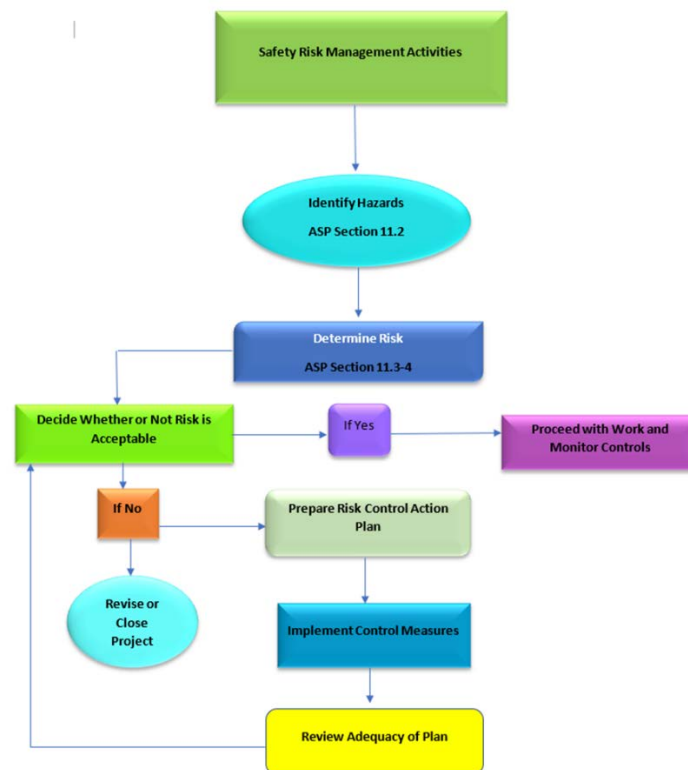 Safety Risk Management Activities
Identify Hazards
ASP Section 11.2
Determine Risk
ASP Section 11.3-4
Decide Whether or Not Risk is
Acceptable
If Yes
Proceed with Work and
Monitor Controls
If No
Prepare Risk Control Action
Plan
Revise or
Close
Project
Implement Control Measures
Review Adequacy of Plan